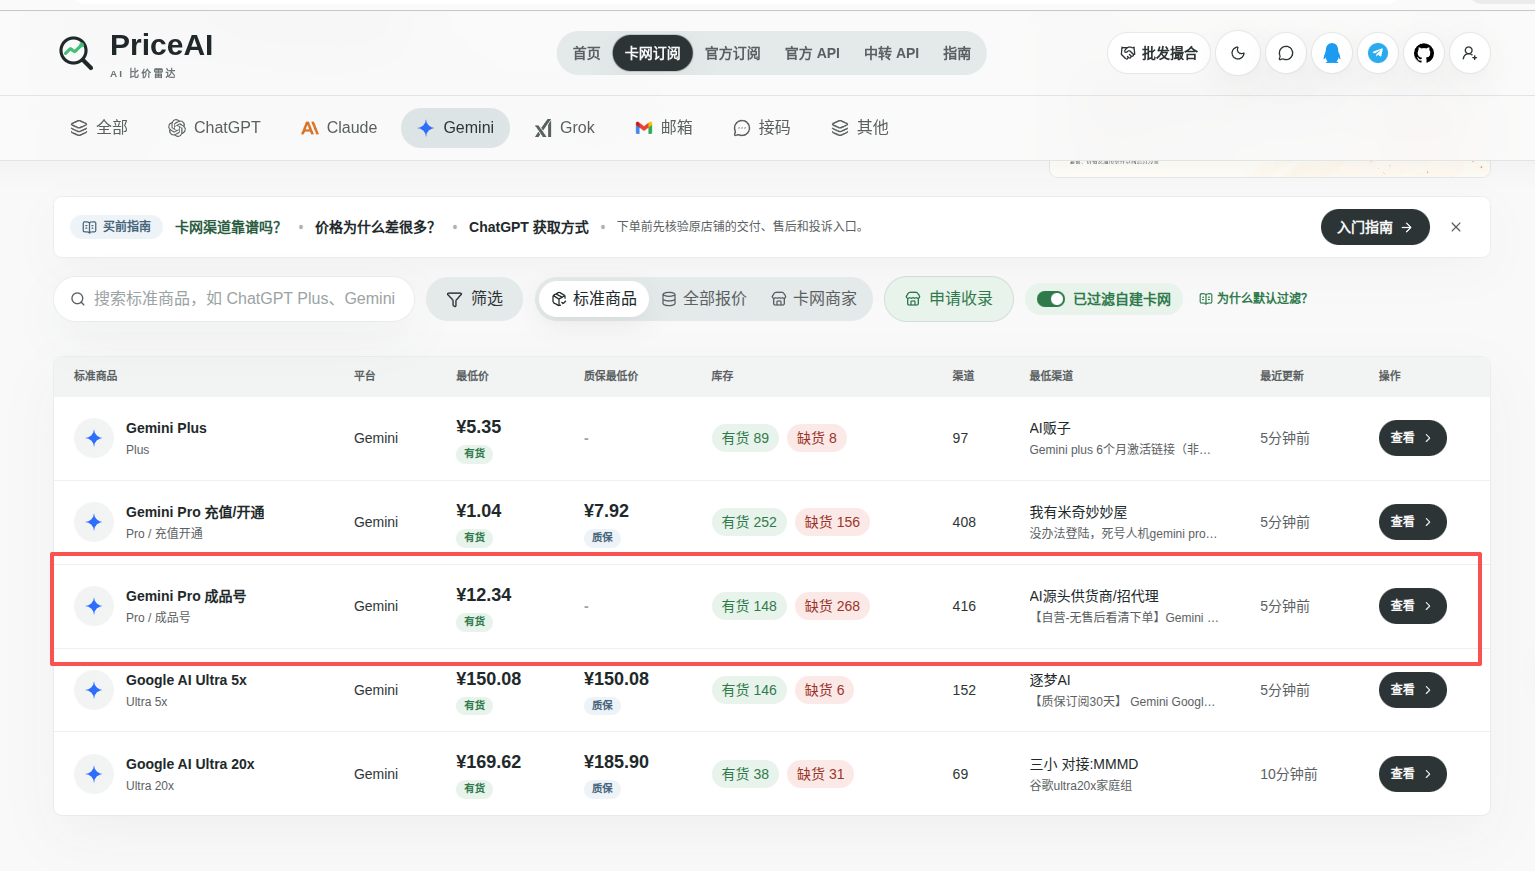 PriceAI
AI 比价雷达
首页 卡网订阅 官方订阅 官方 API 中转 API 指南
批发撮合
全部 ChatGPT Claude Gemini Grok 邮箱 接码 其他
买前指南 卡网渠道靠谱吗? • 价格为什么差很多? • ChatGPT 获取方式 • 下单前先核验原店铺的交付、售后和投诉入口。 入门指南 →
搜索标准商品，如 ChatGPT Plus、Gemini 筛选 标准商品 全部报价 卡网商家 申请收录 已过滤自建卡网 为什么默认过滤?
标准商品 平台 最低价 质保最低价 库存 渠道 最低渠道 最近更新 操作
Gemini Plus
Plus
Gemini
¥5.35
有货
-
有货 89 缺货 8
97
AI贩子
Gemini plus 6个月激活链接（非…
5分钟前
查看
Gemini Pro 充值/开通
Pro / 充值开通
Gemini
¥1.04
有货
¥7.92
质保
有货 252 缺货 156
408
我有米奇妙妙屋
没办法登陆，死号人机gemini pro…
5分钟前
查看
Gemini Pro 成品号
Pro / 成品号
Gemini
¥12.34
有货
-
有货 148 缺货 268
416
AI源头供货商/招代理
【自营-无售后看清下单】Gemini …
5分钟前
查看
Google AI Ultra 5x
Ultra 5x
Gemini
¥150.08
有货
¥150.08
质保
有货 146 缺货 6
152
逐梦AI
【质保订阅30天】 Gemini Googl…
5分钟前
查看
Google AI Ultra 20x
Ultra 20x
Gemini
¥169.62
有货
¥185.90
质保
有货 38 缺货 31
69
三小 对接:MMMD
谷歌ultra20x家庭组
10分钟前
查看